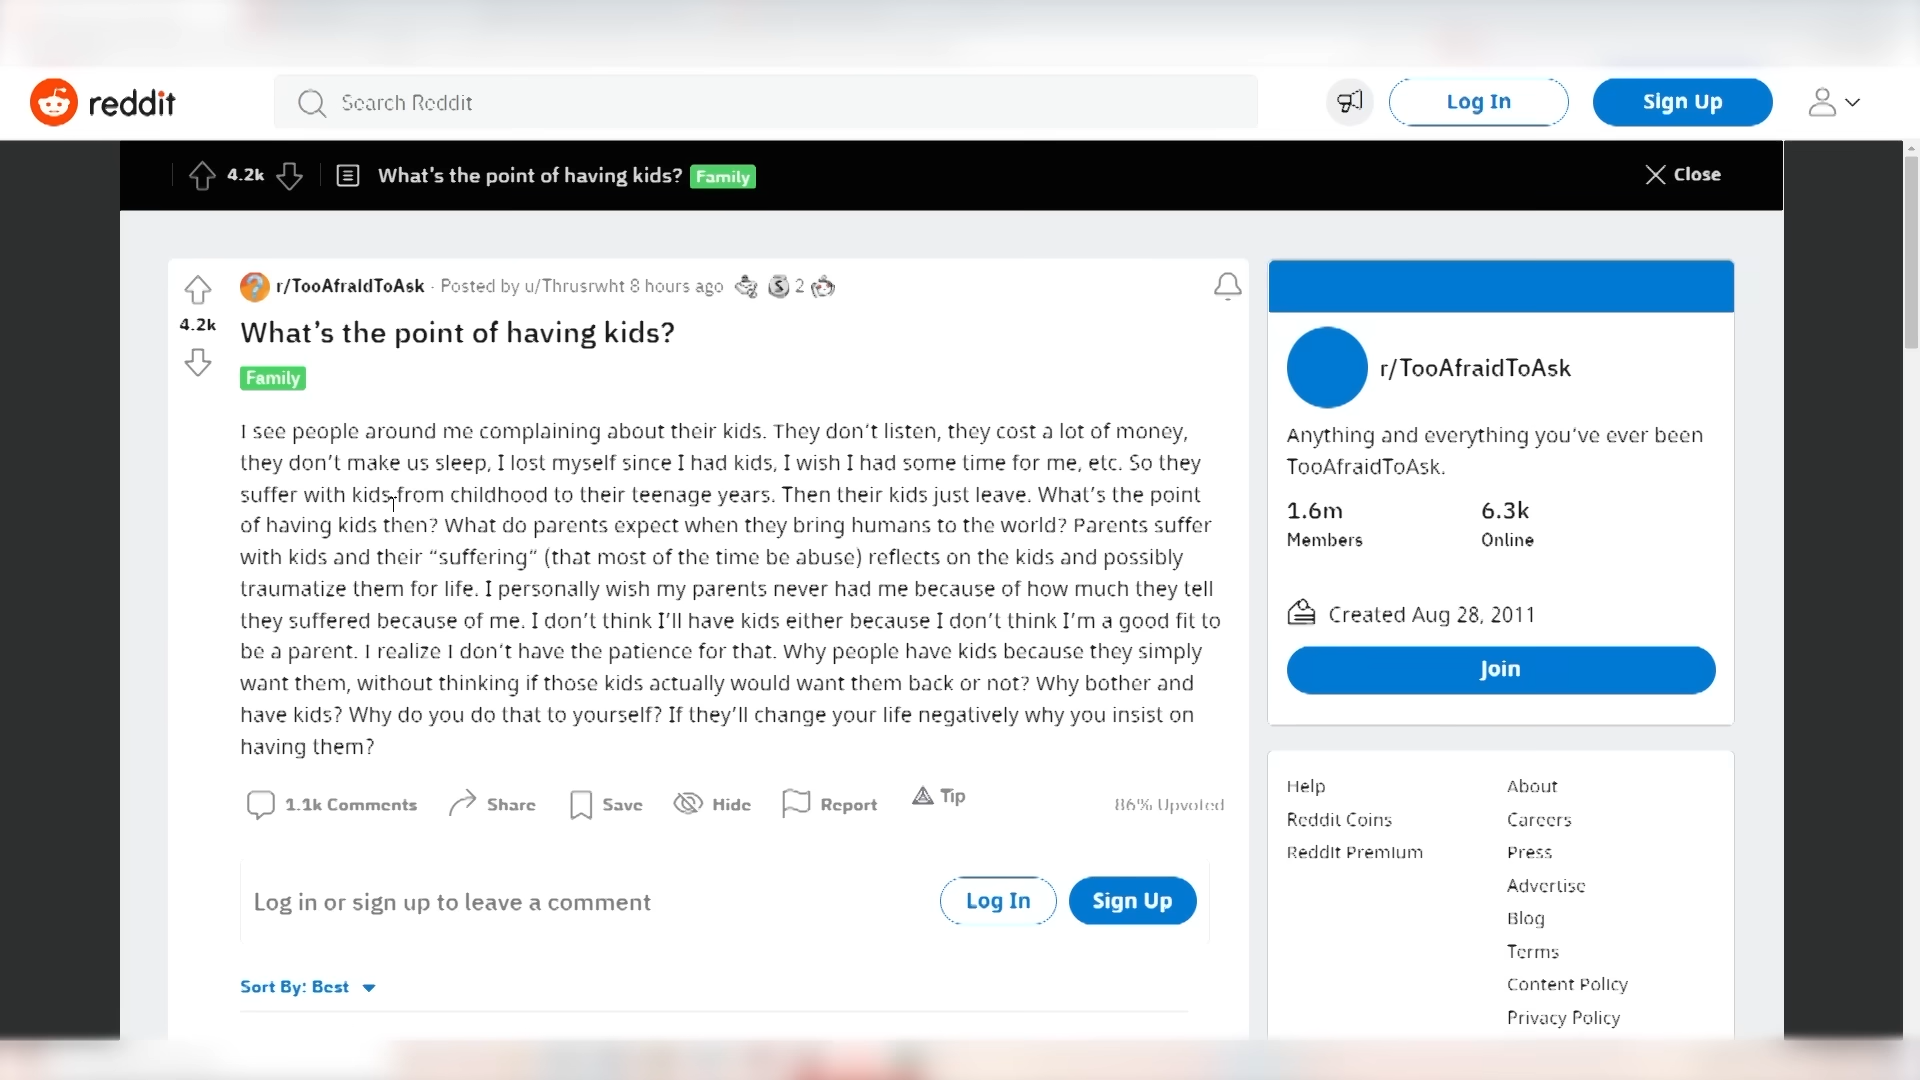 reddit
Search Reddit
Log In
Sign Up
4.2k
What's the point of having kids? Family
Close
r/TooAfraidToAsk · Posted by u/Thrusrwht 8 hours ago 2
4.2k
What's the point of having kids?
Family
I see people around me complaining about their kids. They don't listen, they cost a lot of money,
they don't make us sleep, I lost myself since I had kids, I wish I had some time for me, etc. So they
suffer with kids from childhood to their teenage years. Then their kids just leave. What's the point
of having kids then? What do parents expect when they bring humans to the world? Parents suffer
with kids and their "suffering" (that most of the time be abuse) reflects on the kids and possibly
traumatize them for life. I personally wish my parents never had me because of how much they tell
they suffered because of me. I don't think I'll have kids either because I don't think I'm a good fit to
be a parent. I realize I don't have the patience for that. Why people have kids because they simply
want them, without thinking if those kids actually would want them back or not? Why bother and
have kids? Why do you do that to yourself? If they'll change your life negatively why you insist on
having them?
1.1k Comments
Share
Save
Hide
Report
Tip
86% Upvoted
Log in or sign up to leave a comment
Log In
Sign Up
Sort By: Best
r/TooAfraidToAsk
Anything and everything you've ever been
TooAfraidToAsk.
1.6m
Members
6.3k
Online
Created Aug 28, 2011
Join
Help
Reddit Coins
Reddit Premium
About
Careers
Press
Advertise
Blog
Terms
Content Policy
Privacy Policy